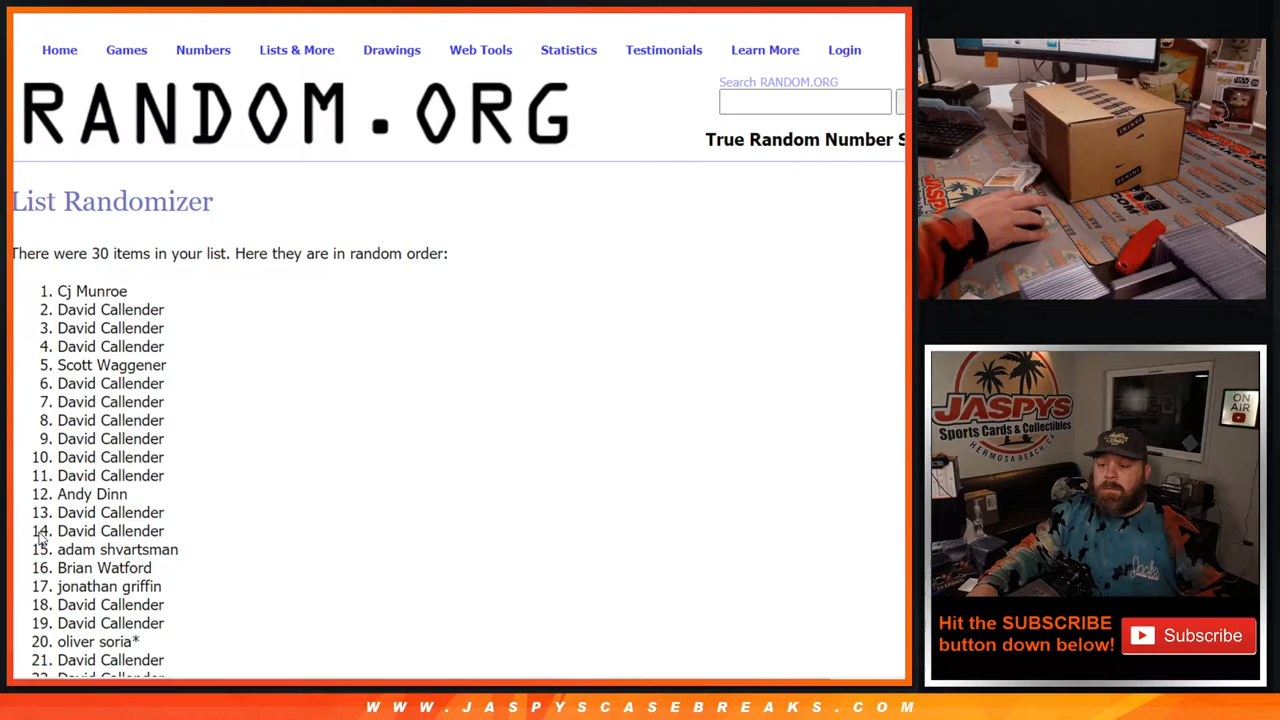 Home Games Numbers Lists & More Drawings Web Tools Statistics Testimonials Learn More Login
RANDOM.ORG
Search RANDOM.ORG
True Random Number S
List Randomizer
There were 30 items in your list. Here they are in random order:
1. Cj Munroe
2. David Callender
3. David Callender
4. David Callender
5. Scott Waggener
6. David Callender
7. David Callender
8. David Callender
9. David Callender
10. David Callender
11. David Callender
12. Andy Dinn
13. David Callender
14. David Callender
15. adam shvartsman
16. Brian Watford
17. jonathan griffin
18. David Callender
19. David Callender
20. oliver soria*
21. David Callender
22. David Callender
PANINI
PANINI
JASPYS
Sports Cards & Collectibles
HERMOSA BEACH, CA
ON
AIR
Hit the SUBSCRIBE
button down below!
Subscribe
WWW.JASPYSCASEBREAKS.COM